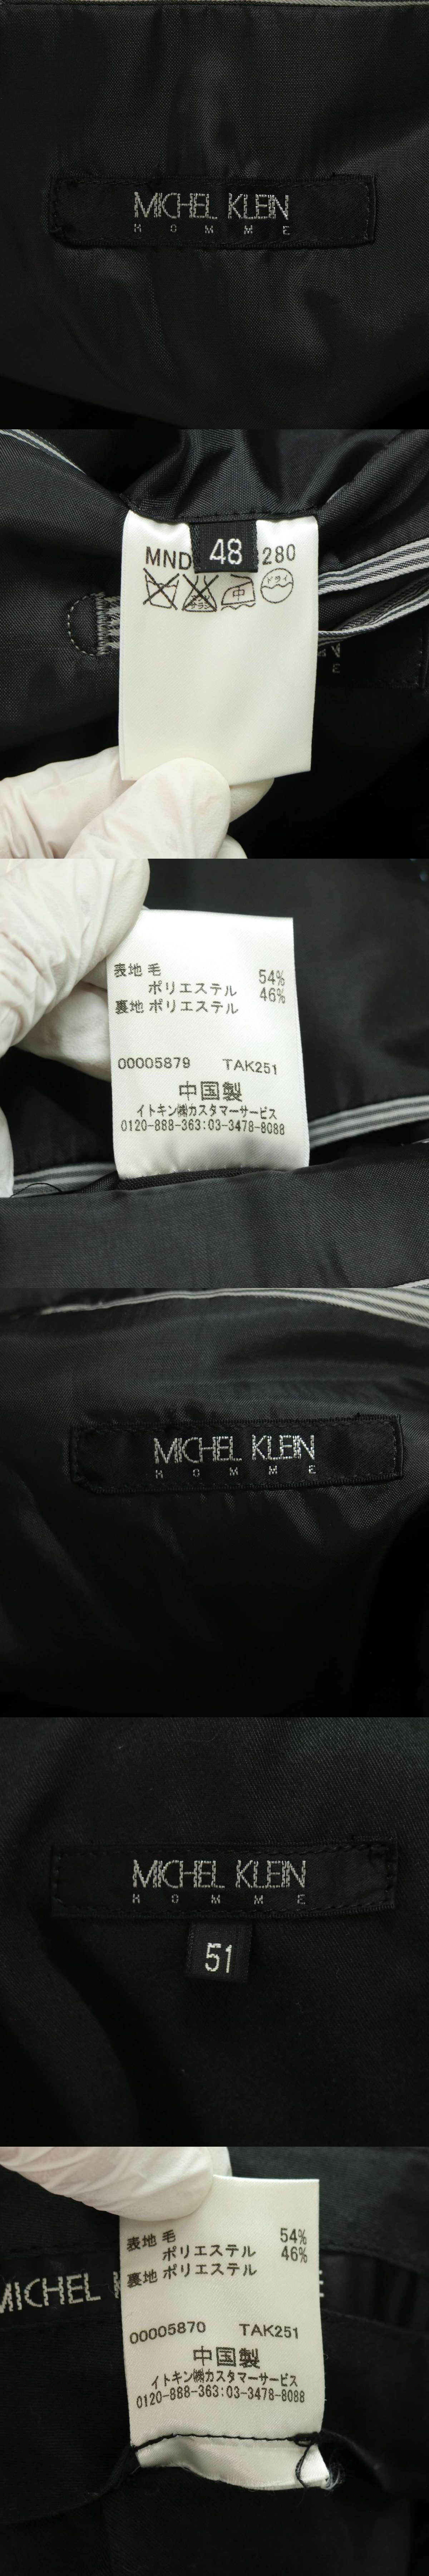 MICHEL KLEIN
HOMME
48
MND 280
中 ドライ
表地 毛 54%
ポリエステル 46%
裏地 ポリエステル
00005879 TAK251
中国製
イトキン㈱カスタマーサービス
0120-888-363:03-3478-8088
MICHEL KLEIN
HOMME
MICHEL KLEIN
HOMME
51
表地 毛 54%
ポリエステル 46%
裏地 ポリエステル
MICHEL
00005870 TAK251
中国製
イトキン㈱カスタマーサービス
0120-888-363:03-3478-8088